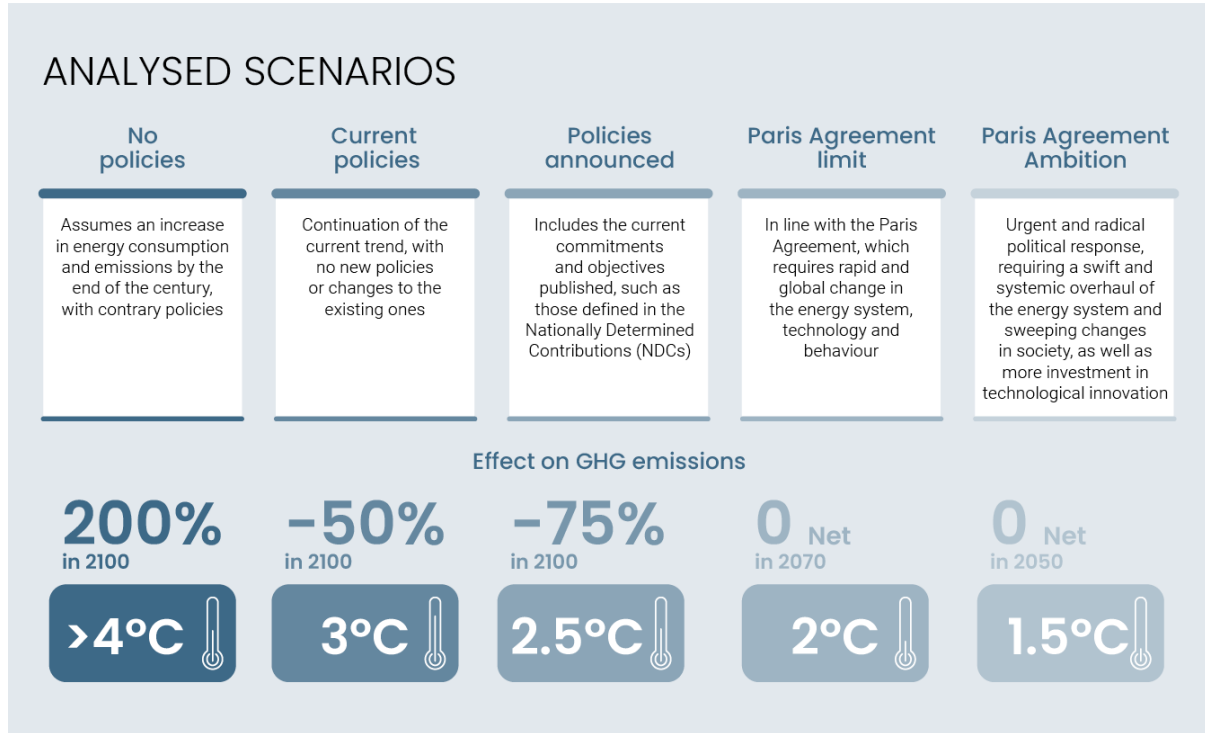 ANALYSED SCENARIOS
No
policies
Assumes an increase
in energy consumption
and emissions by the
end of the century,
with contrary policies
Current
policies
Continuation of the
current trend, with
no new policies
or changes to the
existing ones
Policies
announced
Includes the current
commitments
and objectives
published, such as
those defined in the
Nationally Determined
Contributions (NDCs)
Paris Agreement
limit
In line with the Paris
Agreement, which
requires rapid and
global change in
the energy system,
technology and
behaviour
Paris Agreement
Ambition
Urgent and radical
political response,
requiring a swift and
systemic overhaul of
the energy system and
sweeping changes
in society, as well as
more investment in
technological innovation
Effect on GHG emissions
200%
in 2100
>4°C
-50%
in 2100
3°C
-75%
in 2100
2.5°C
0 Net
in 2070
2°C
0 Net
in 2050
1.5°C